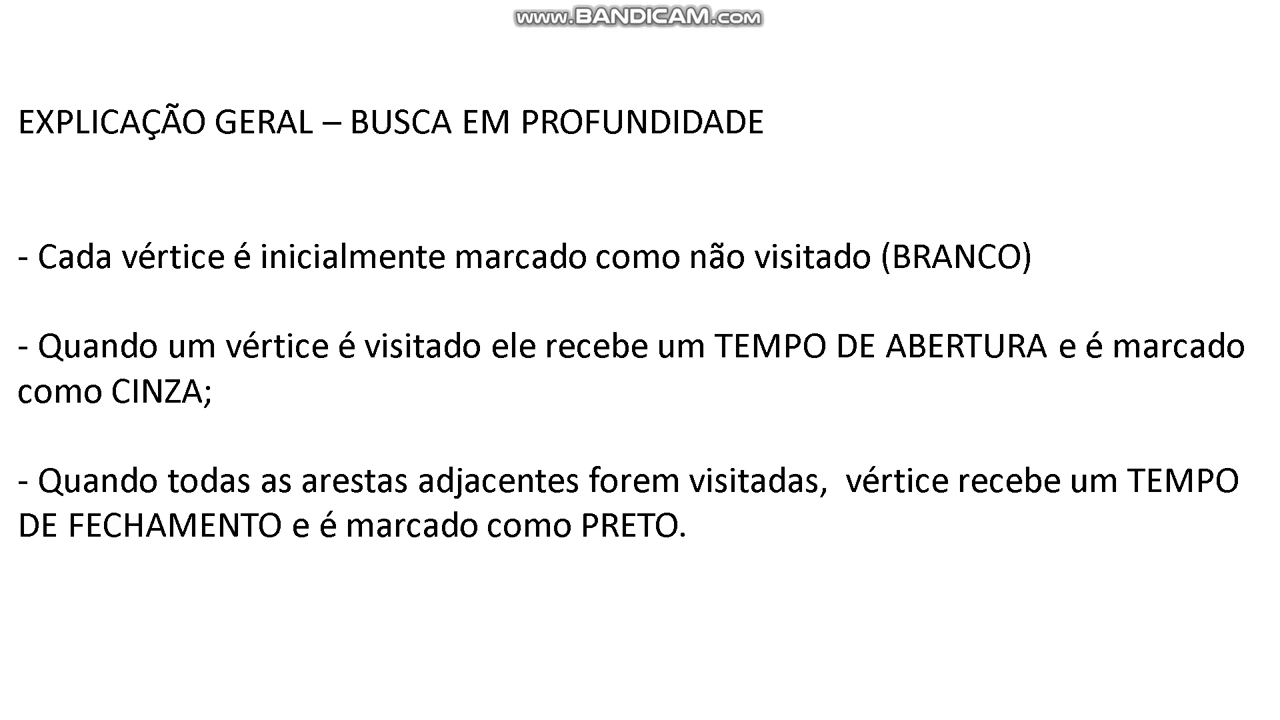 www.BANDICAM.com
EXPLICAÇÃO GERAL – BUSCA EM PROFUNDIDADE
- Cada vértice é inicialmente marcado como não visitado (BRANCO)
- Quando um vértice é visitado ele recebe um TEMPO DE ABERTURA e é marcado
como CINZA;
- Quando todas as arestas adjacentes forem visitadas,  vértice recebe um TEMPO
DE FECHAMENTO e é marcado como PRETO.